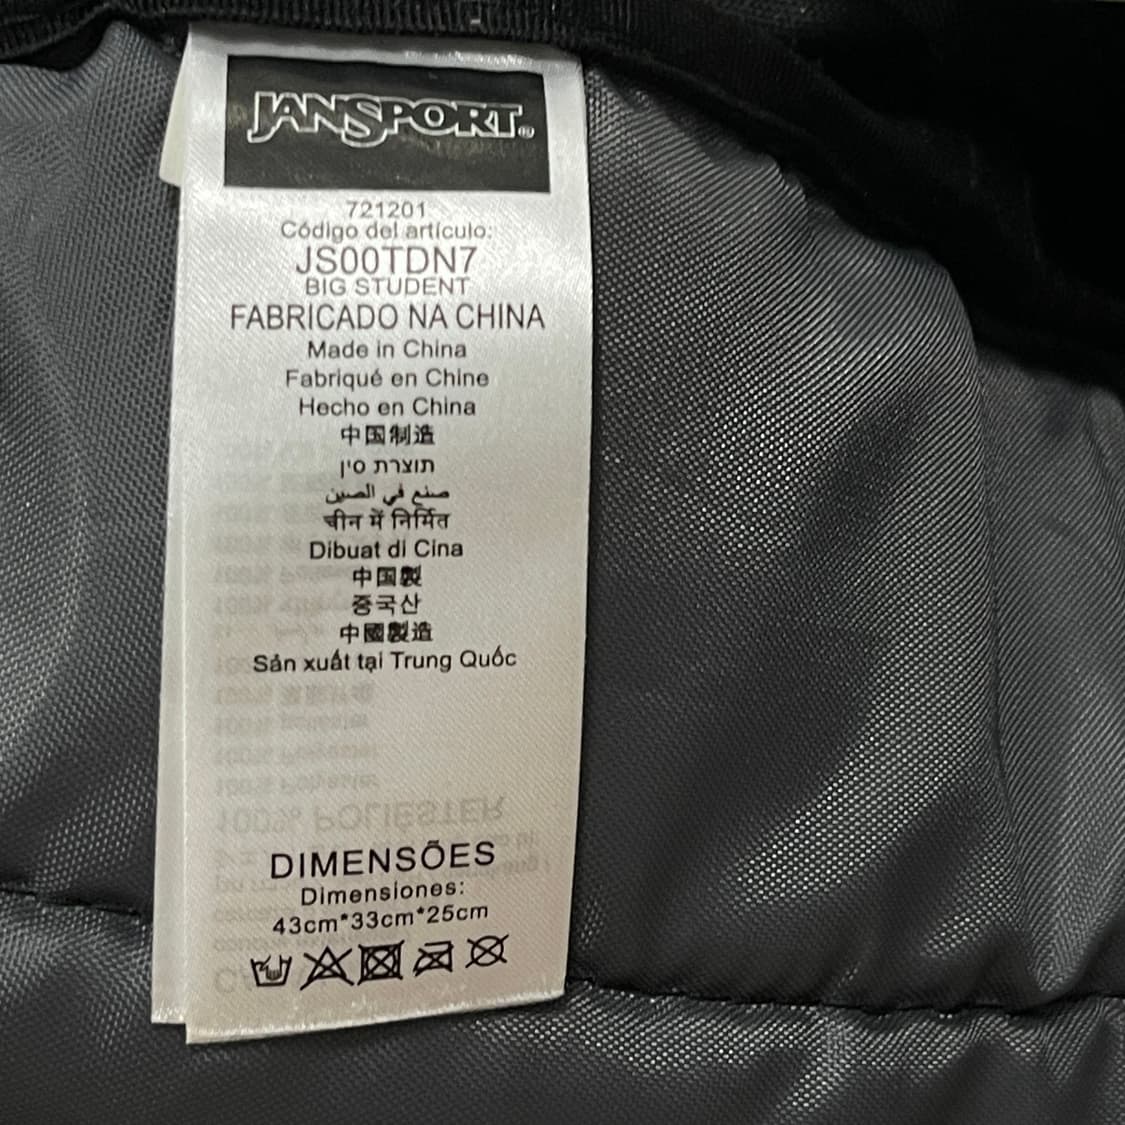 JANSPORT®
721201
Código del artículo:
JS00TDN7
BIG STUDENT
FABRICADO NA CHINA
Made in China
Fabriqué en Chine
Hecho en China
中国制造
תוצרת סין
صنع في الصين
चीन में निर्मित
Dibuat di Cina
中国製
중국산
中國製造
Sản xuất tại Trung Quốc
100% POLIÉSTER
DIMENSÕES
Dimensiones:
43cm*33cm*25cm